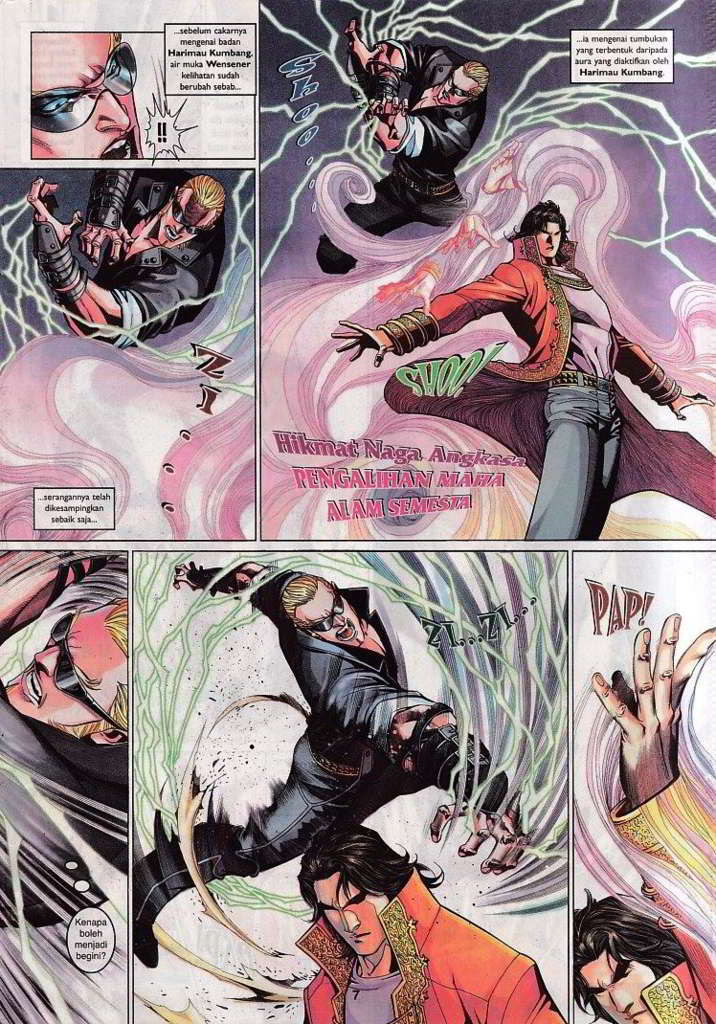 ...sebelum cakarnya
mengenai badan
Harimau Kumbang,
air muka Wensener
kelihatan sudah
berubah sebab...
!!
SHOO...
...ia mengenai tumbukan
yang terbentuk daripada
aura yang diaktifkan oleh
Harimau Kumbang.
ZI...
...serangannya telah
dikesampingkan
sebaik saja...
SHOO!
Hikmat Naga Angkasa
PENGALIHAN MAHA
ALAM SEMESTA
Kenapa
boleh
menjadi
begini?
ZI...ZI...
7
PAP!